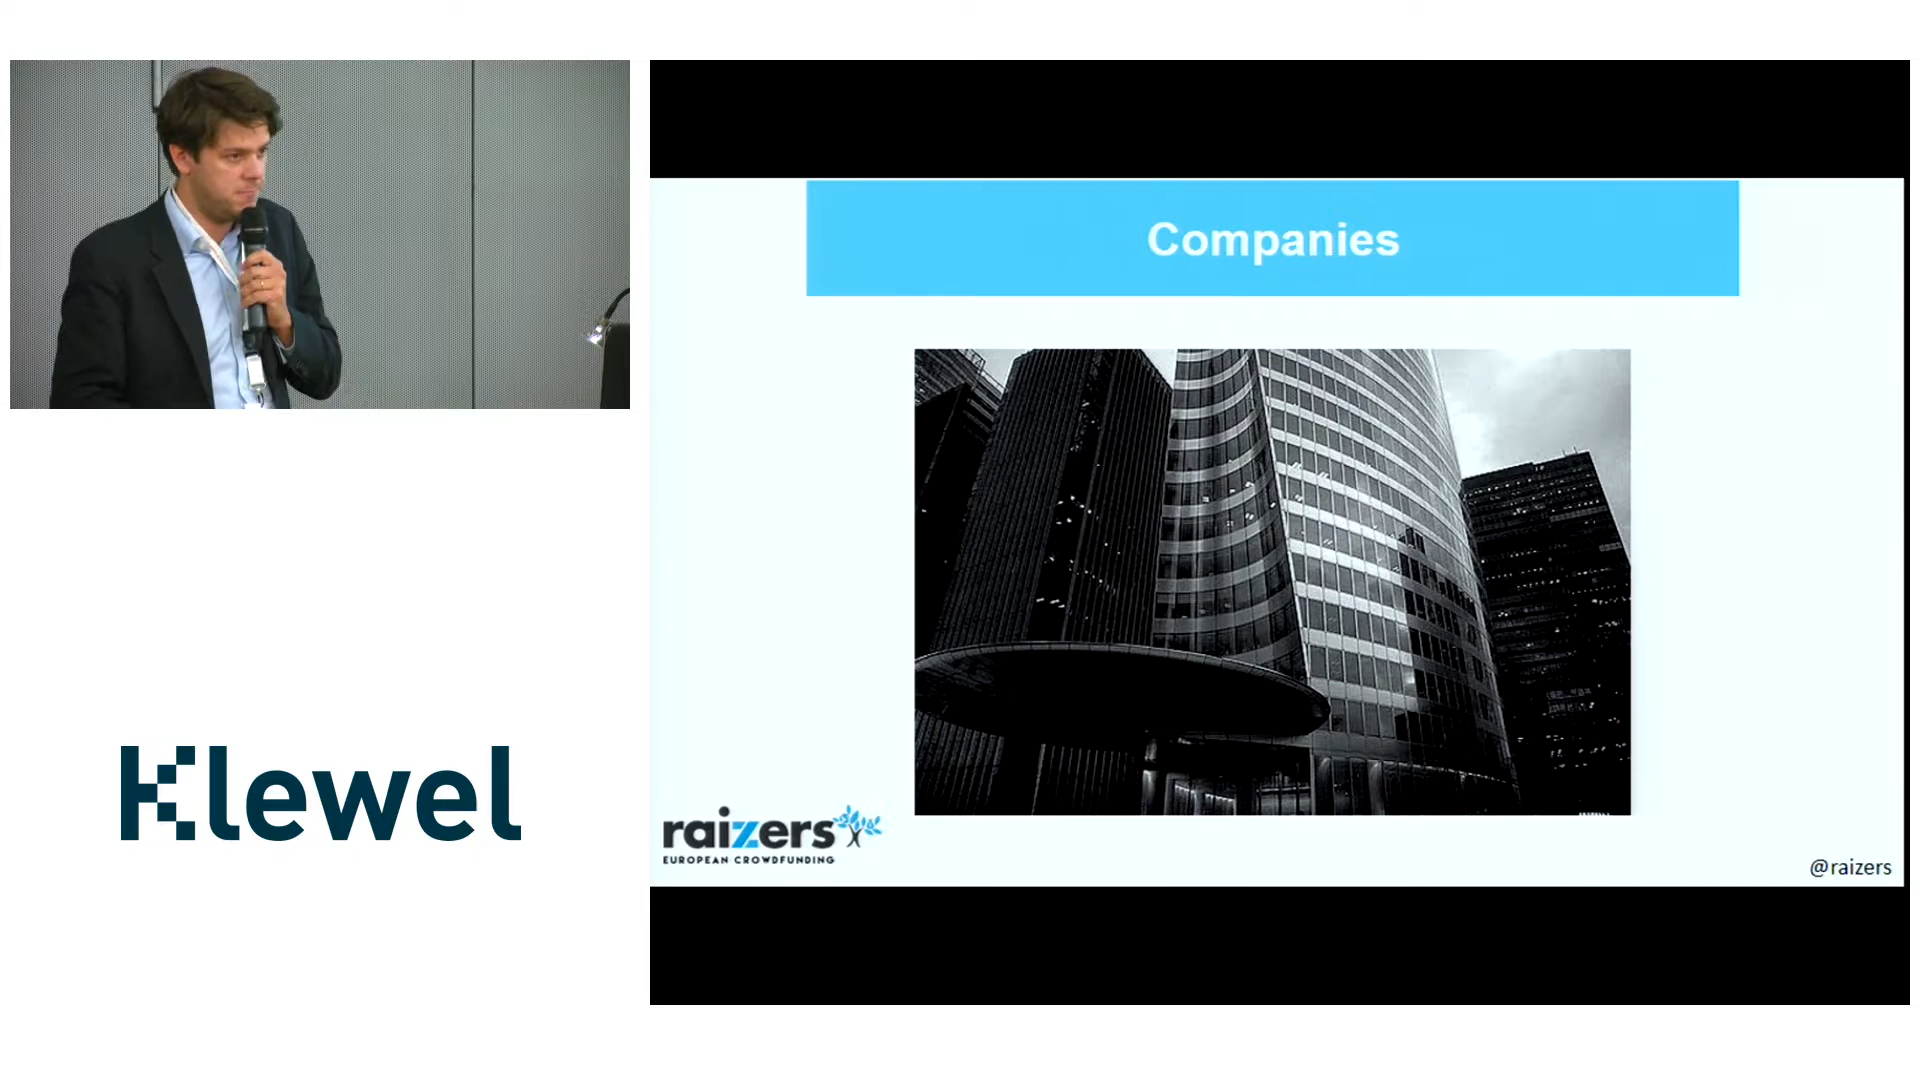 Companies
Klewel
raizers
EUROPEAN CROWDFUNDING
@raizers